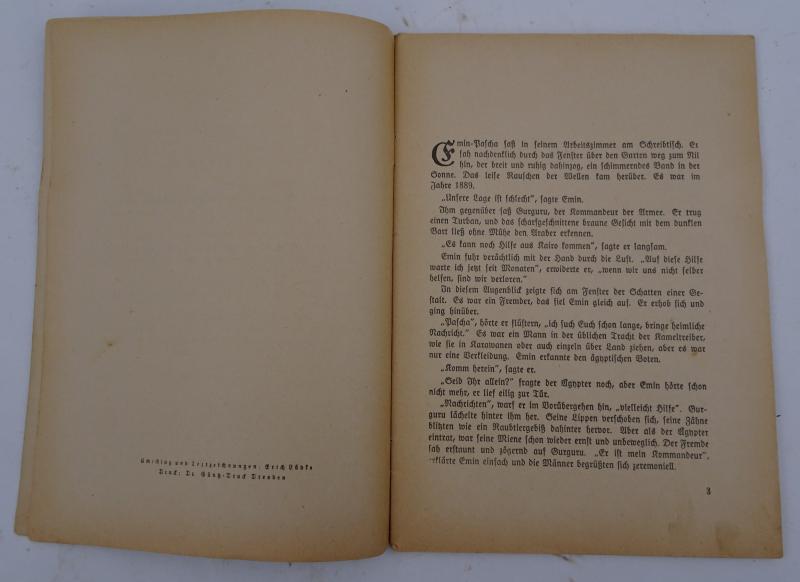 Umschlag und Textzeichnungen: Erich Lüdke
Druck: Dr. Güntz-Druck Dresden
Emin-Pascha saß in seinem Arbeitszimmer am Schreibtisch. Er
sah nachdenklich durch das Fenster über den Garten weg zum Nil
hin, der breit und ruhig dahinzog, ein schimmerndes Band in der
Sonne. Das leise Rauschen der Wellen kam herüber. Es war im
Jahre 1889.
„Unsere Lage ist schlecht“, sagte Emin.
Ihm gegenüber saß Gurguru, der Kommandeur der Armee. Er trug
einen Turban, und das scharfgeschnittene braune Gesicht mit dem dunklen
Bart ließ ohne Mühe den Araber erkennen.
„Es kann noch Hilfe aus Kairo kommen“, sagte er langsam.
Emin fuhr verächtlich mit der Hand durch die Luft. „Auf diese Hilfe
warte ich jetzt seit Monaten“, erwiderte er, „wenn wir uns nicht selber
helfen, sind wir verloren.“
In diesem Augenblick zeigte sich am Fenster der Schatten einer Ge-
stalt. Es war ein Fremder, das fiel Emin gleich auf. Er erhob sich und
ging hinüber.
„Pascha“, hörte er flüstern, „ich such Euch schon lange, bringe heimliche
Nachricht.“ Es war ein Mann in der üblichen Tracht der Kameltreiber,
wie sie in Karawanen oder auch einzeln über Land ziehen, aber es war
nur eine Verkleidung. Emin erkannte den ägyptischen Boten.
„Komm herein“, sagte er.
„Seid Ihr allein?“ fragte der Ägypter noch, aber Emin hörte schon
nicht mehr, er lief eilig zur Tür.
„Nachrichten“, warf er im Vorübergehen hin, „vielleicht Hilfe“. Gur-
guru lächelte hinter ihm her. Seine Lippen verschoben sich, seine Zähne
blitzten wie ein Raubtiergebiß dahinter hervor. Aber als der Ägypter
eintrat, war seine Miene schon wieder ernst und unbeweglich. Der Fremde
sah erstaunt und zögernd auf Gurguru. „Er ist mein Kommandeur“,
erklärte Emin einfach und die Männer begrüßten sich zeremoniell.
3